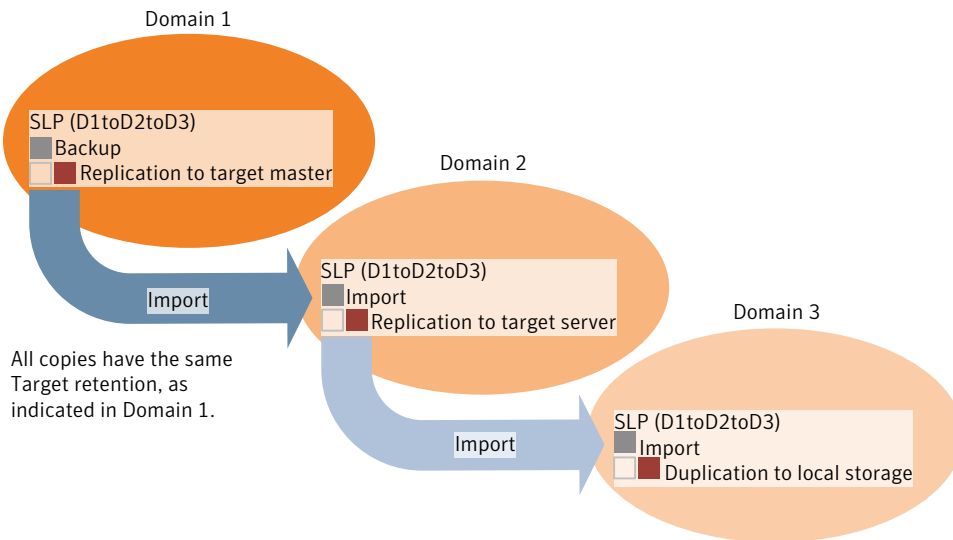 Domain 1
SLP (D1toD2toD3)
Backup
Replication to target master
Import
Domain 2
SLP (D1toD2toD3)
Import
Replication to target server
Import
Domain 3
SLP (D1toD2toD3)
Import
Duplication to local storage
All copies have the same
Target retention, as
indicated in Domain 1.